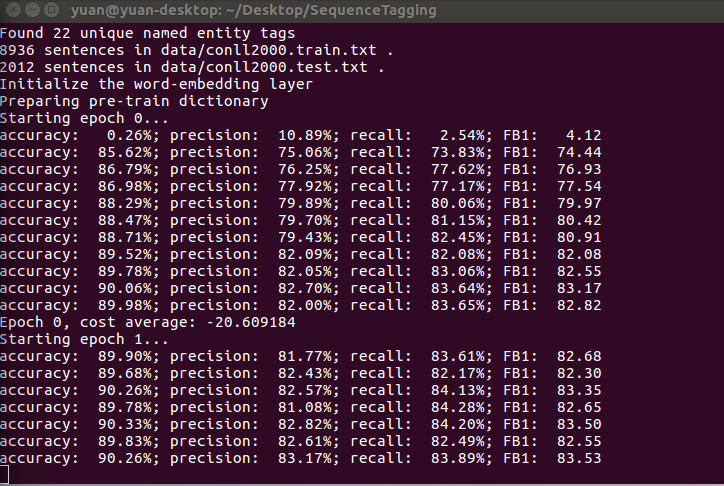 yuan@yuan-desktop: ~/Desktop/SequenceTagging
Found 22 unique named entity tags
8936 sentences in data/conll2000.train.txt .
2012 sentences in data/conll2000.test.txt .
Initialize the word-embedding layer
Preparing pre-train dictionary
Starting epoch 0...
accuracy:   0.26%; precision:  10.89%; recall:   2.54%; FB1:   4.12
accuracy:  85.62%; precision:  75.06%; recall:  73.83%; FB1:  74.44
accuracy:  86.79%; precision:  76.25%; recall:  77.62%; FB1:  76.93
accuracy:  86.98%; precision:  77.92%; recall:  77.17%; FB1:  77.54
accuracy:  88.29%; precision:  79.89%; recall:  80.06%; FB1:  79.97
accuracy:  88.47%; precision:  79.70%; recall:  81.15%; FB1:  80.42
accuracy:  88.71%; precision:  79.43%; recall:  82.45%; FB1:  80.91
accuracy:  89.52%; precision:  82.09%; recall:  82.08%; FB1:  82.08
accuracy:  89.78%; precision:  82.05%; recall:  83.06%; FB1:  82.55
accuracy:  90.06%; precision:  82.70%; recall:  83.64%; FB1:  83.17
accuracy:  89.98%; precision:  82.00%; recall:  83.65%; FB1:  82.82
Epoch 0, cost average: -20.609184
Starting epoch 1...
accuracy:  89.90%; precision:  81.77%; recall:  83.61%; FB1:  82.68
accuracy:  89.68%; precision:  82.43%; recall:  82.17%; FB1:  82.30
accuracy:  90.26%; precision:  82.57%; recall:  84.13%; FB1:  83.35
accuracy:  89.78%; precision:  81.08%; recall:  84.28%; FB1:  82.65
accuracy:  90.33%; precision:  82.82%; recall:  84.20%; FB1:  83.50
accuracy:  89.83%; precision:  82.61%; recall:  82.49%; FB1:  82.55
accuracy:  90.26%; precision:  83.17%; recall:  83.89%; FB1:  83.53